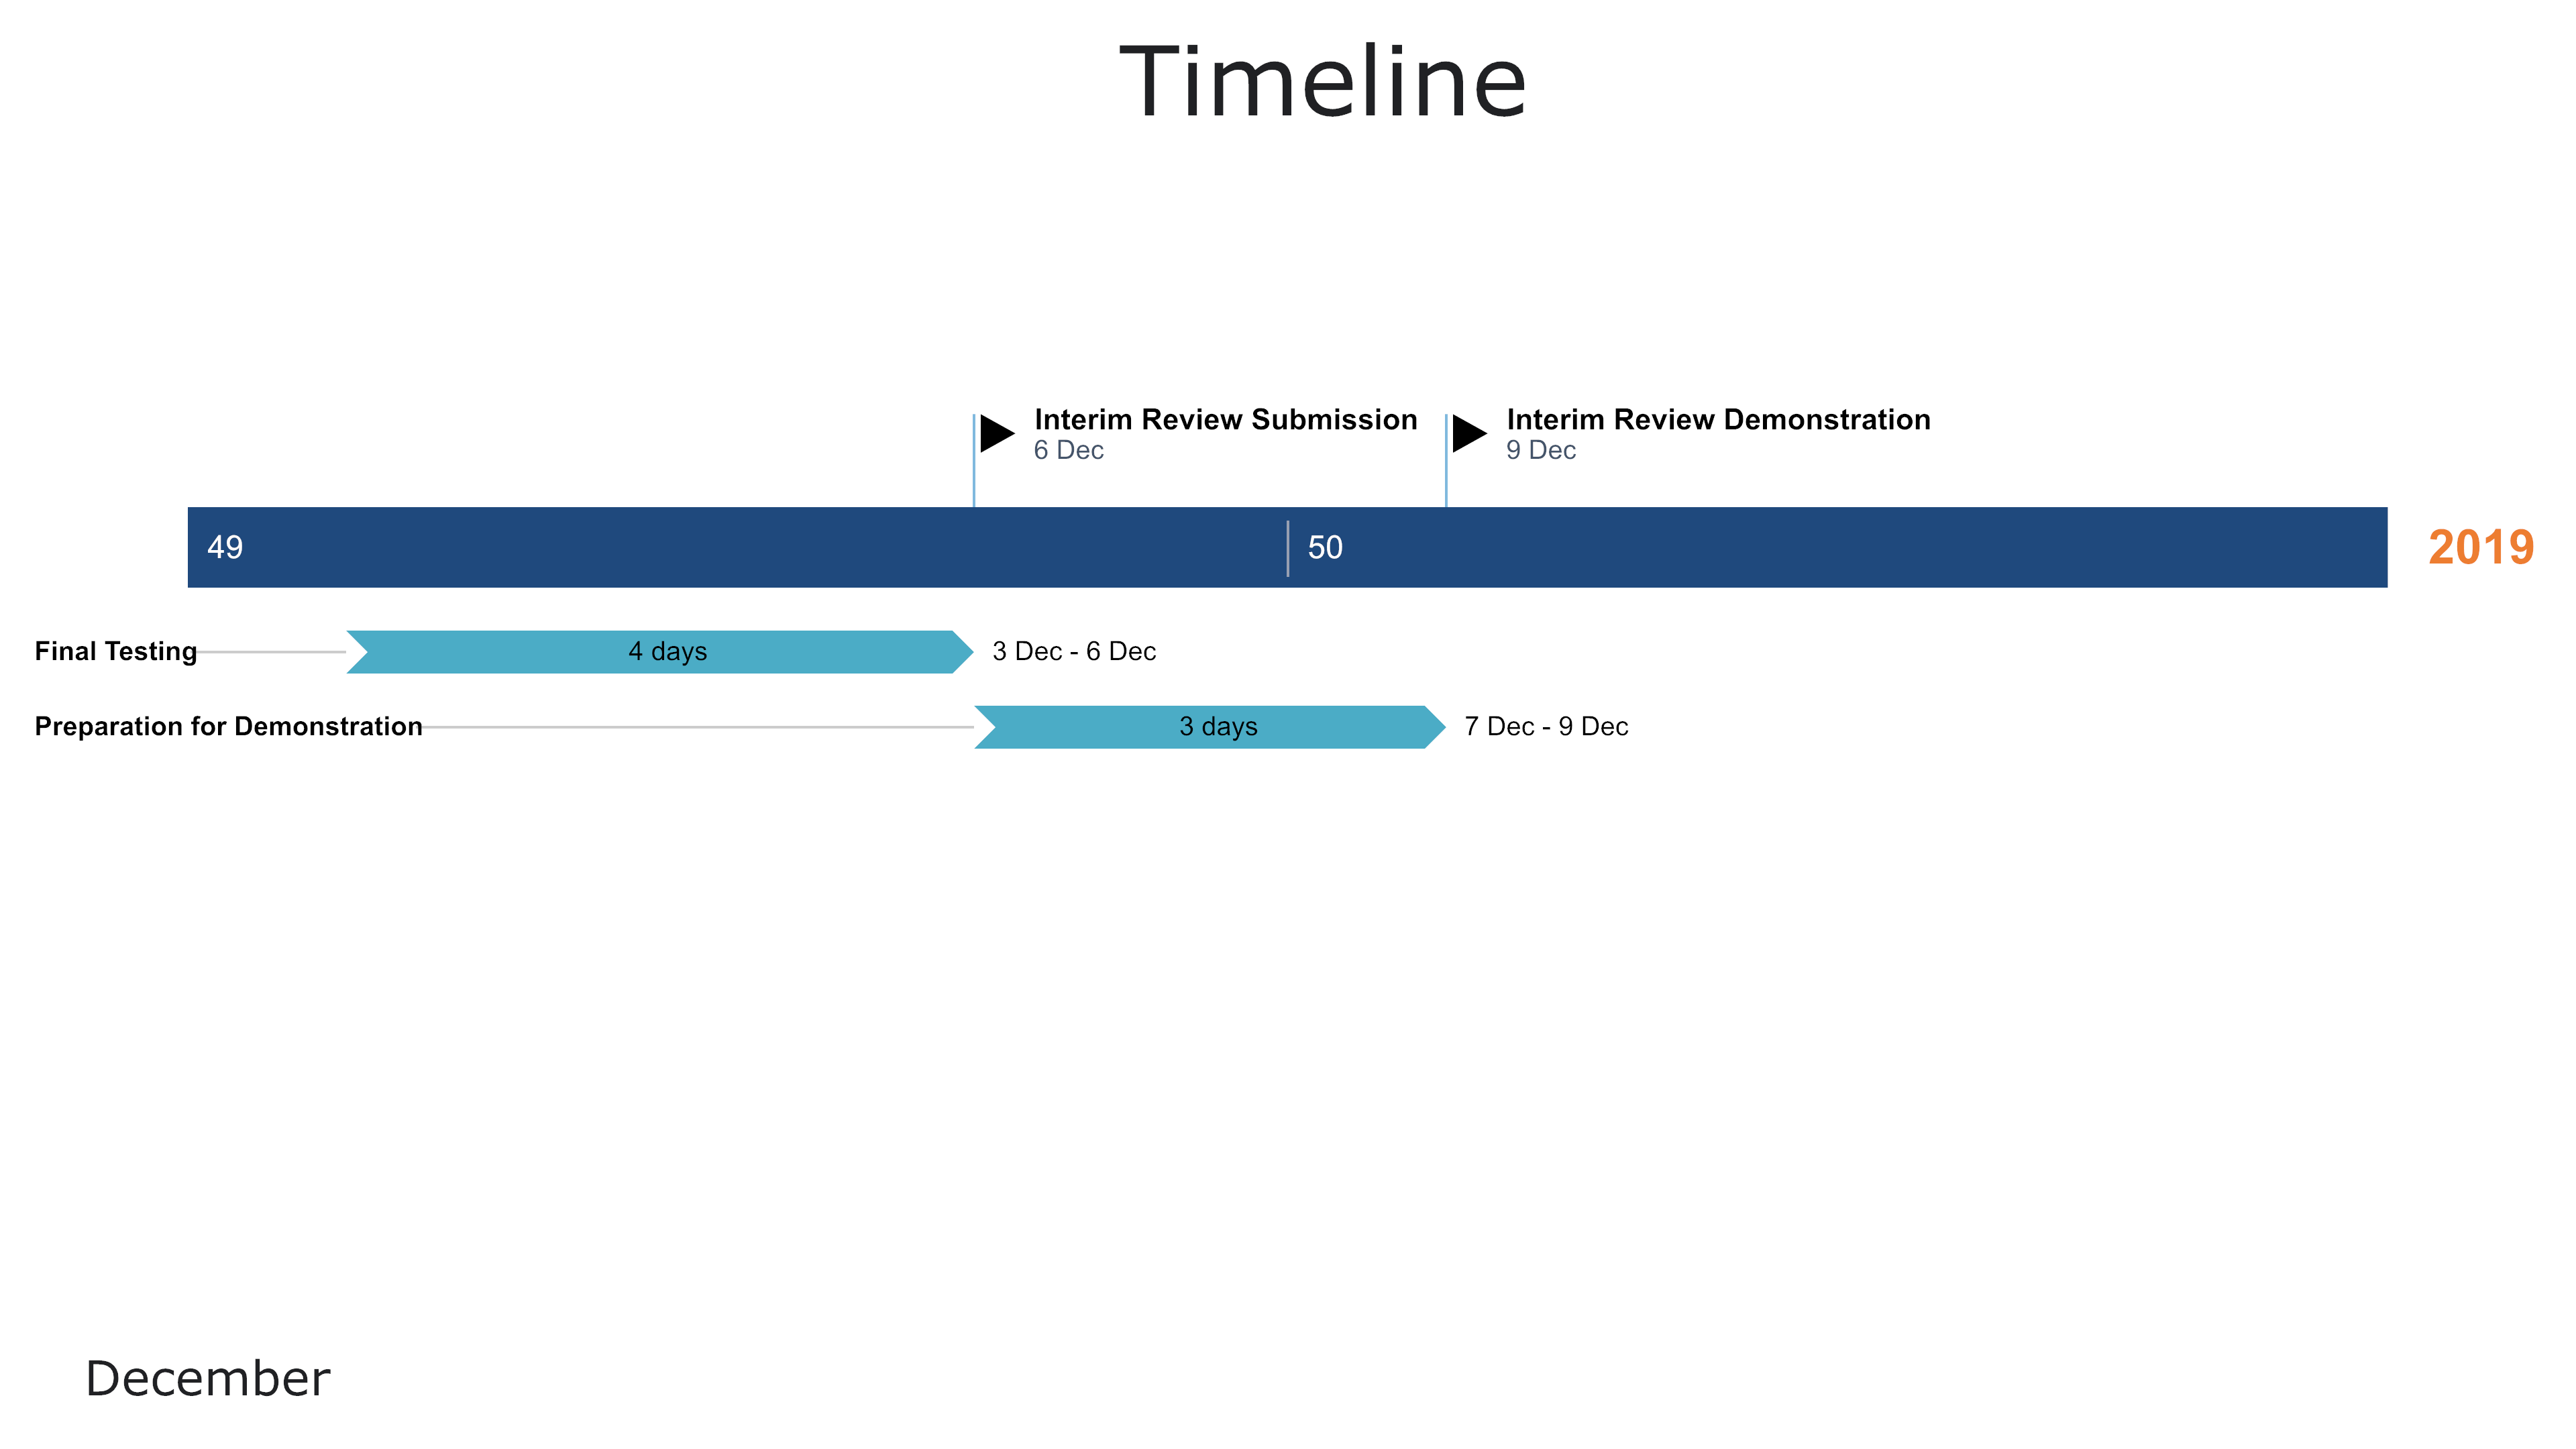 Timeline
Interim Review Submission
6 Dec
Interim Review Demonstration
9 Dec
49
50
2019
Final Testing
4 days
3 Dec - 6 Dec
Preparation for Demonstration
3 days
7 Dec - 9 Dec
December